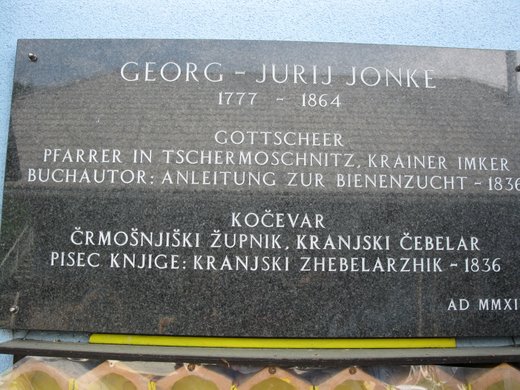 GEORG – JURIJ JONKE
1777 – 1864
GOTTSCHEER
PFARRER IN TSCHERMOSCHNITZ, KRAINER IMKER
BUCHAUTOR: ANLEITUNG ZUR BIENENZUCHT – 1836
KOČEVAR
ČRMOŠNJIŠKI ŽUPNIK, KRANJSKI ČEBELAR
PISEC KNJIGE: KRANJSKI ZHEBELARZHIK – 1836
AD